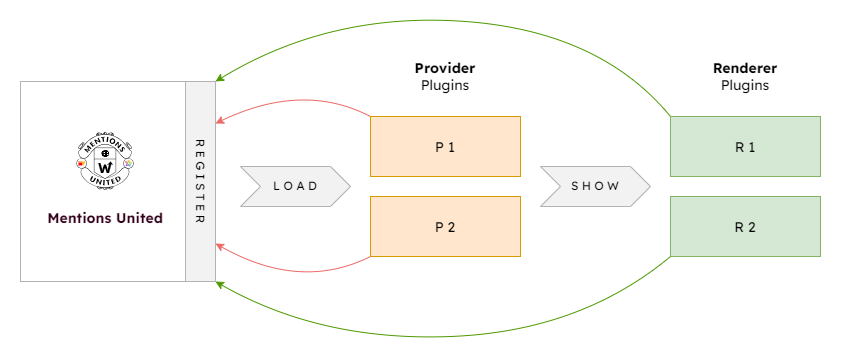 Provider
Plugins
Renderer
Plugins
MENTIONS
W
UNITED
Mentions United
REGISTER
LOAD
P 1
P 2
SHOW
R 1
R 2